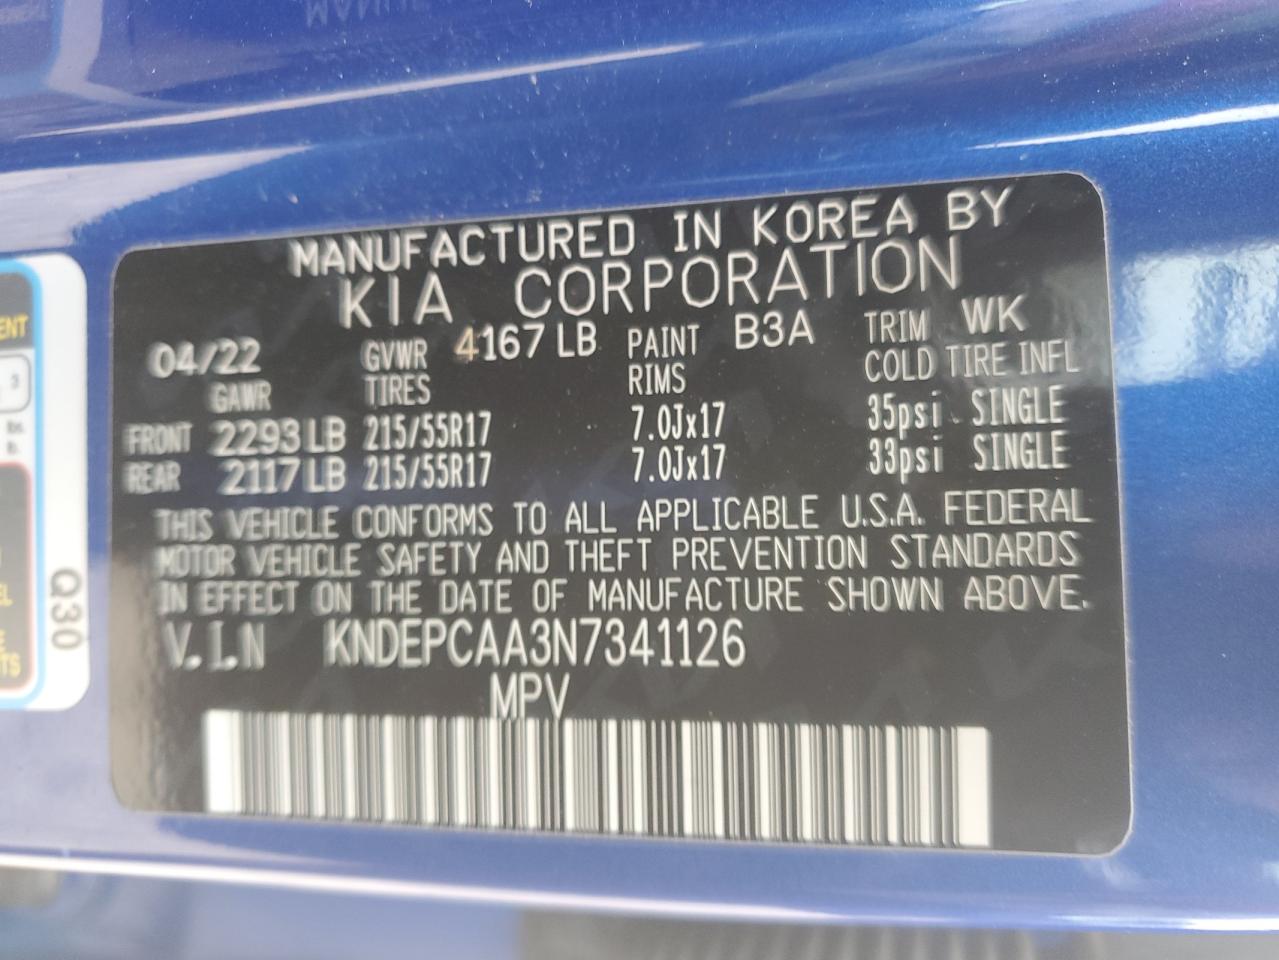 MANUFACTURED IN KOREA BY
KIA CORPORATION
04/22 GVWR 4167 LB PAINT B3A TRIM WK
GAWR TIRES RIMS COLD TIRE INFL
FRONT 2293 LB 215/55R17 7.0Jx17 35psi SINGLE
REAR 2117 LB 215/55R17 7.0Jx17 33psi SINGLE
THIS VEHICLE CONFORMS TO ALL APPLICABLE U.S.A. FEDERAL
MOTOR VEHICLE SAFETY AND THEFT PREVENTION STANDARDS
IN EFFECT ON THE DATE OF MANUFACTURE SHOWN ABOVE.
V.I.N KNDEPCAA3N7341126
MPV
3
lbs.
Q30